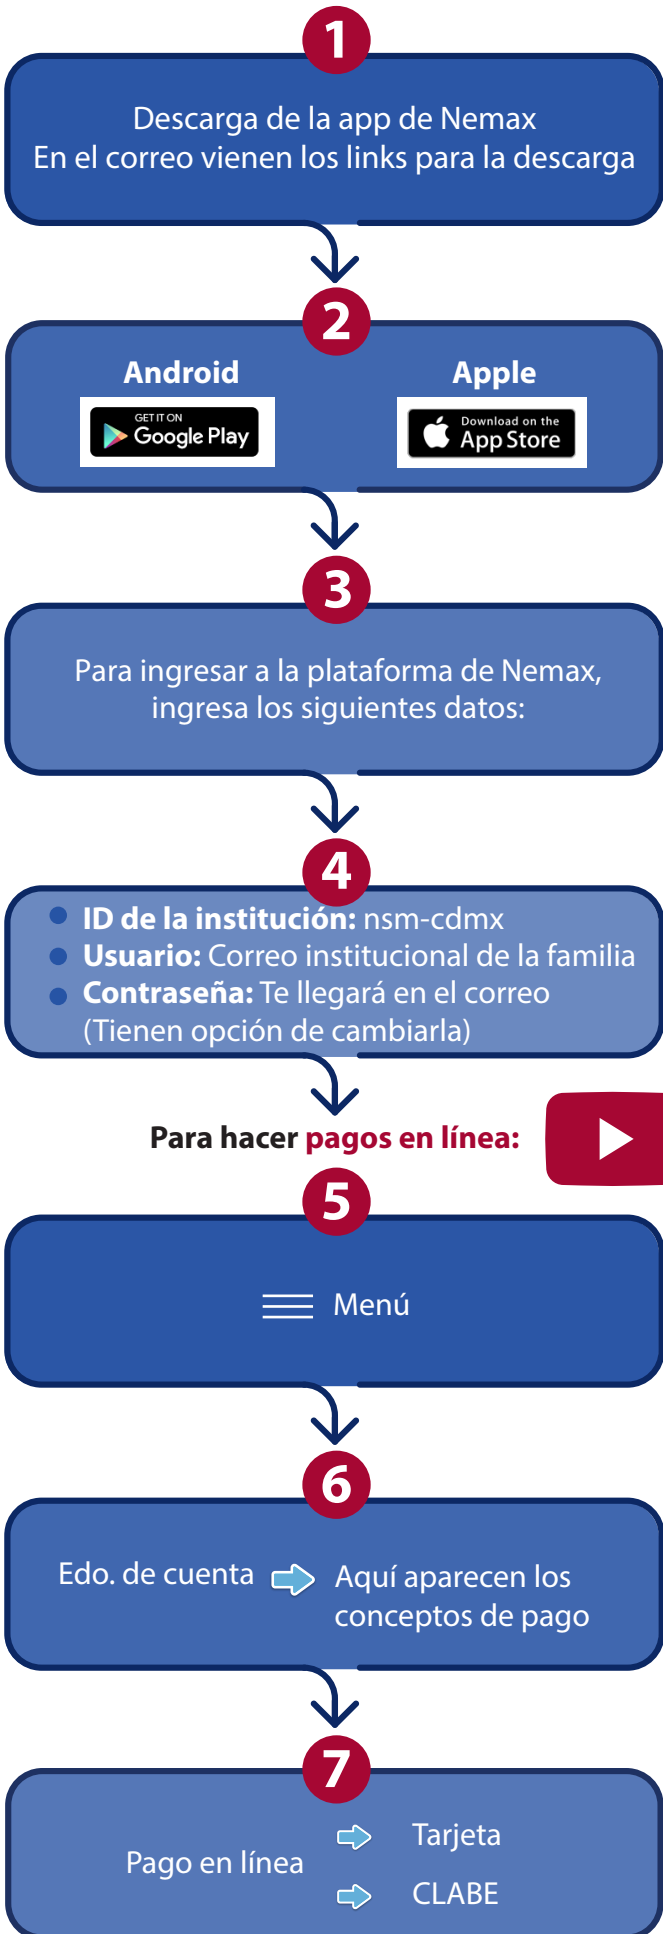 1
Descarga de la app de Nemax
En el correo vienen los links para la descarga
2
Android
GET IT ON
Google Play
Apple
Download on the
App Store
3
Para ingresar a la plataforma de Nemax,
ingresa los siguientes datos:
4
ID de la institución: nsm-cdmx
Usuario: Correo institucional de la familia
Contraseña: Te llegará en el correo
(Tienen opción de cambiarla)
Para hacer pagos en línea:
5
Menú
6
Edo. de cuenta
Aquí aparecen los
conceptos de pago
7
Pago en línea
Tarjeta
CLABE